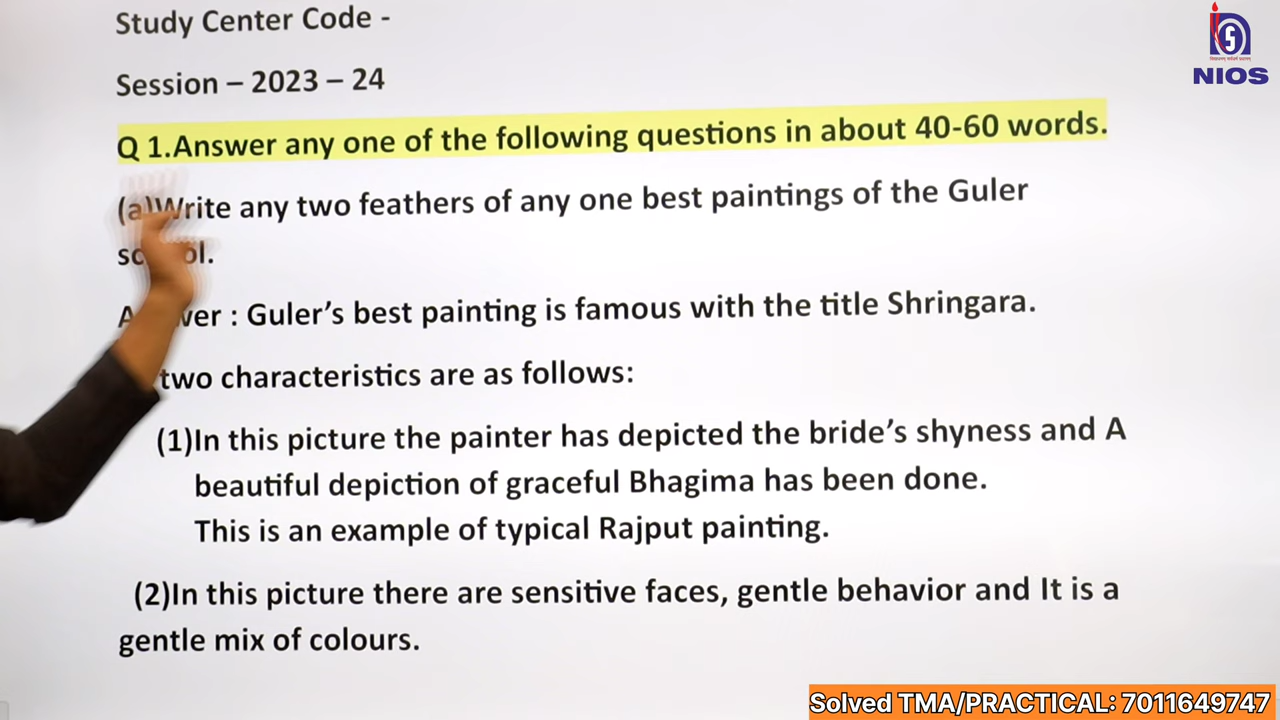 Study Center Code -
NIOS
Session – 2023 – 24
Q 1.Answer any one of the following questions in about 40-60 words.
(a)Write any two feathers of any one best paintings of the Guler
Answer : Guler's best painting is famous with the title Shringara.
two characteristics are as follows:
(1)In this picture the painter has depicted the bride's shyness and A
beautiful depiction of graceful Bhagima has been done.
This is an example of typical Rajput painting.
(2)In this picture there are sensitive faces, gentle behavior and It is a
gentle mix of colours.
Solved TMA/PRACTICAL: 7011649747